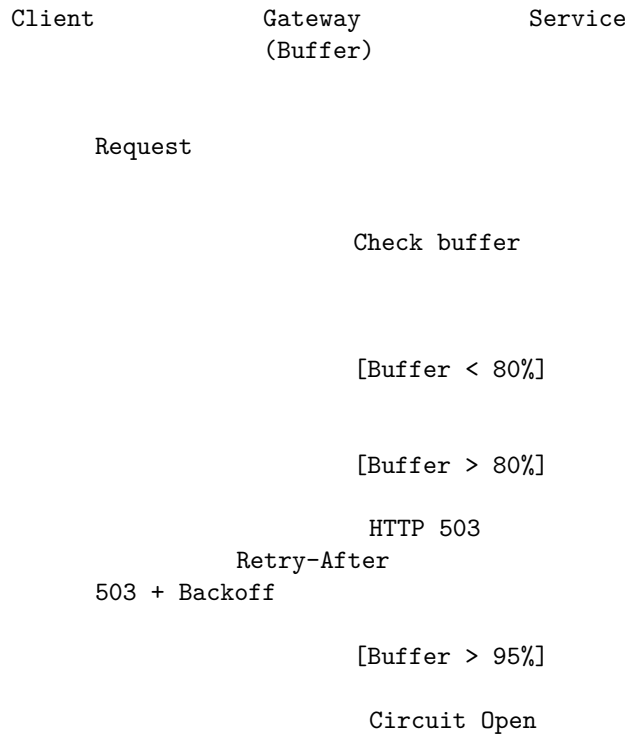 Client Gateway Service
(Buffer)
Request
Check buffer
[Buffer < 80%]
[Buffer > 80%]
HTTP 503
Retry-After
503 + Backoff
[Buffer > 95%]
Circuit Open